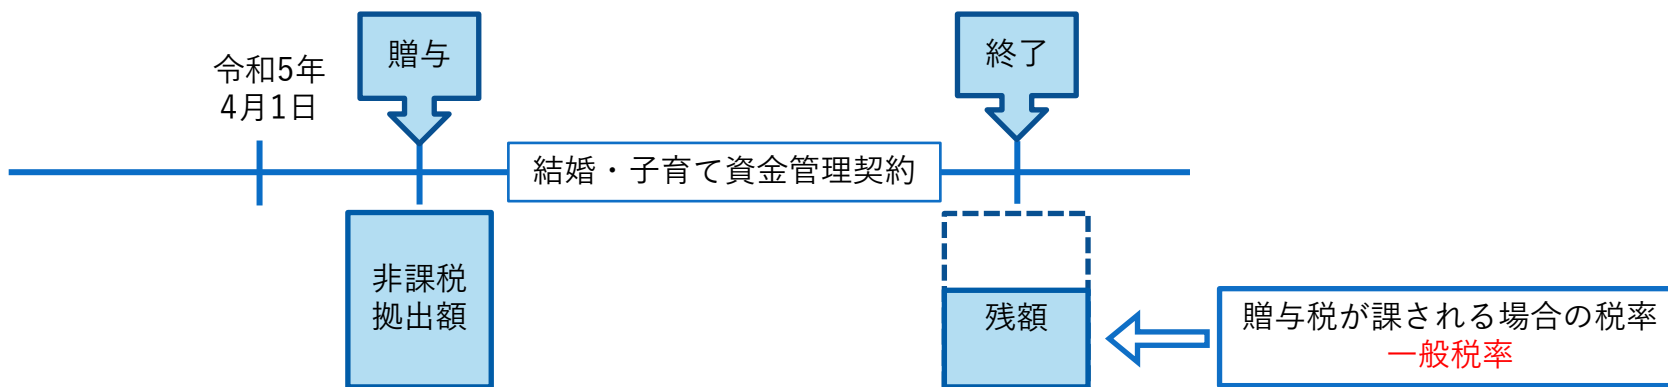 贈与
終了
令和5年
4月1日
結婚・子育て資金管理契約
非課税
拠出額
残額
贈与税が課される場合の税率
一般税率